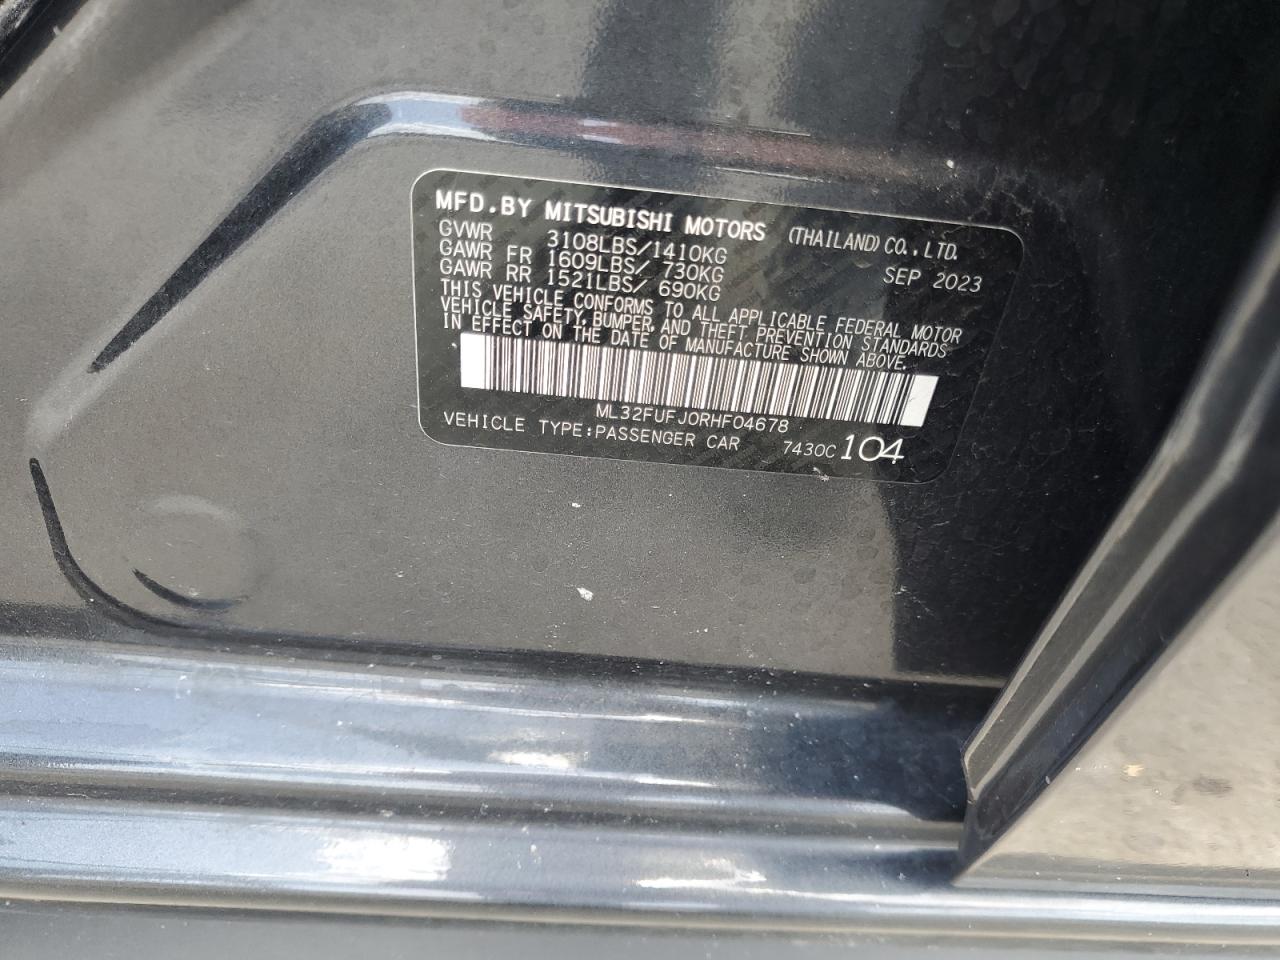 MFD.BY MITSUBISHI MOTORS (THAILAND) CO., LTD.
GVWR 3108LBS/1410KG
GAWR FR 1609LBS/ 730KG SEP 2023
GAWR RR 1521LBS/ 690KG
THIS VEHICLE CONFORMS TO ALL APPLICABLE FEDERAL MOTOR
VEHICLE SAFETY, BUMPER, AND THEFT PREVENTION STANDARDS
IN EFFECT ON THE DATE OF MANUFACTURE SHOWN ABOVE.
ML32FUFJ0RHF04678
VEHICLE TYPE:PASSENGER CAR 7430C 104